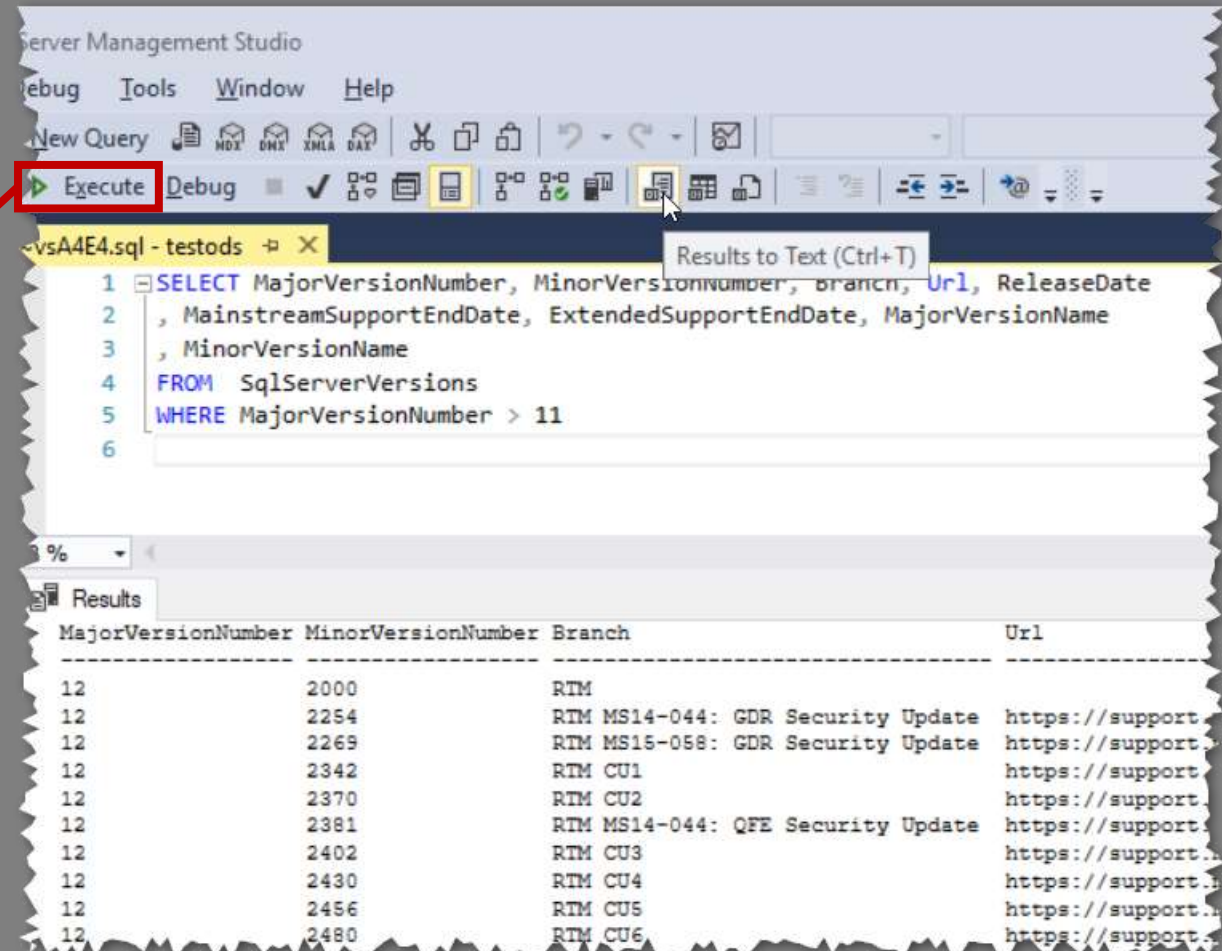 Server Management Studio
ebug Tools Window Help
New Query MDX DMX XMLA DAX
Execute Debug
vsA4E4.sql - testods
Results to Text (Ctrl+T)
1 SELECT MajorVersionNumber, MinorVersionNumber, Branch, Url, ReleaseDate
2 , MainstreamSupportEndDate, ExtendedSupportEndDate, MajorVersionName
3 , MinorVersionName
4 FROM SqlServerVersions
5 WHERE MajorVersionNumber > 11
6
%
Results
MajorVersionNumber MinorVersionNumber Branch Url
------------------ ------------------ ---------------------------------- ----------------
12 2000 RTM
12 2254 RTM MS14-044: GDR Security Update https://support.
12 2269 RTM MS15-058: GDR Security Update https://support.
12 2342 RTM CU1 https://support.
12 2370 RTM CU2 https://support.
12 2381 RTM MS14-044: QFE Security Update https://support.
12 2402 RTM CU3 https://support.
12 2430 RTM CU4 https://support.
12 2456 RTM CU5 https://support.
12 2480 RTM CU6 https://support.